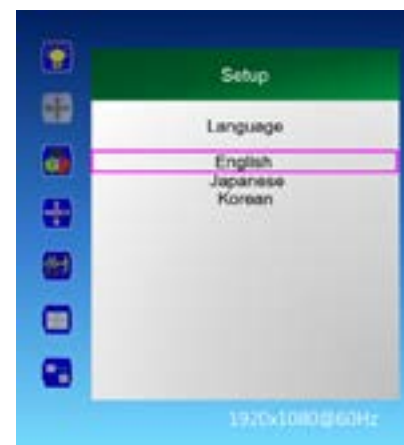 Setup
Language
English
Japanese
Korean
1920x1080@60Hz